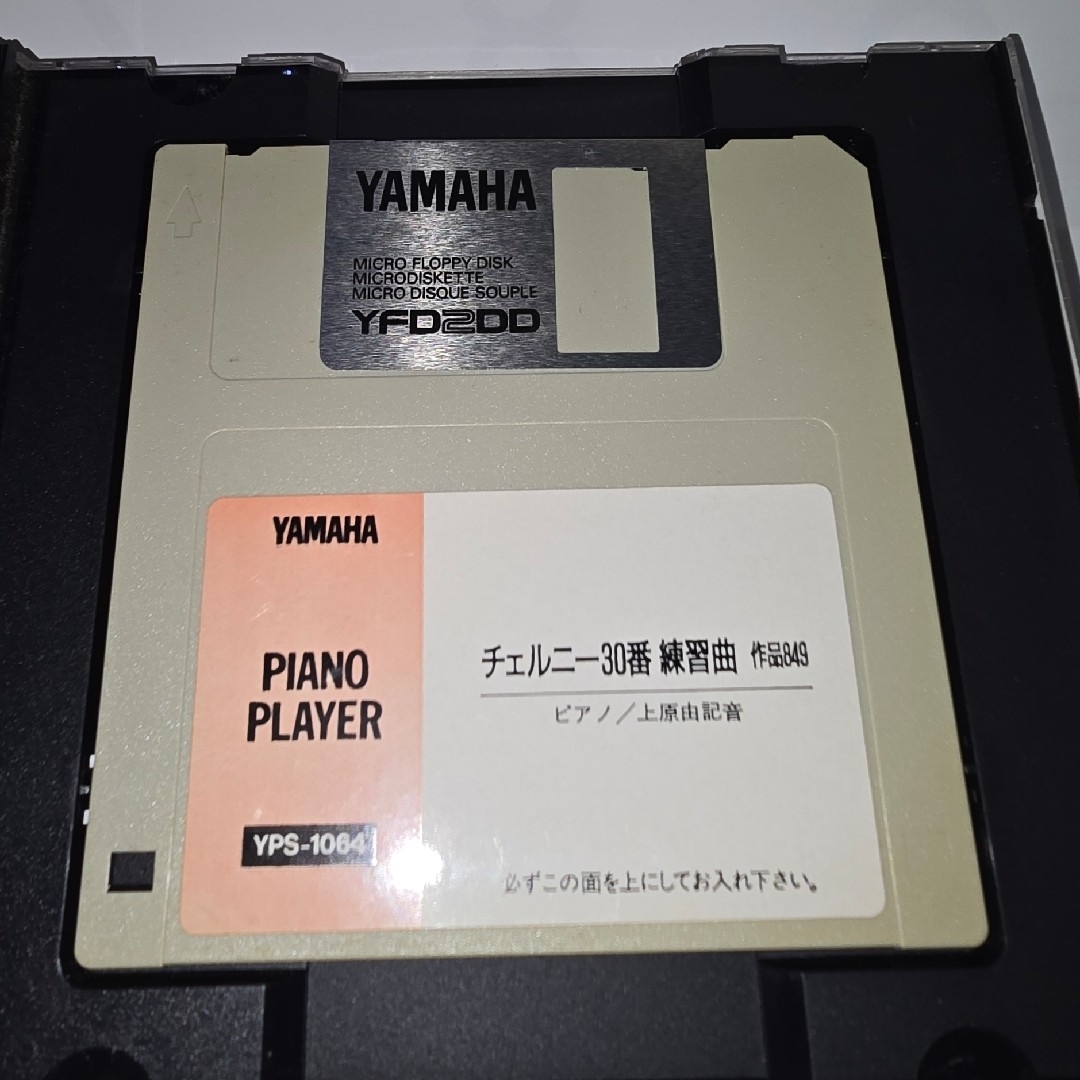 YAMAHA
MICRO FLOPPY DISK
MICRODISKETTE
MICRO DISQUE SOUPLE
YFD2DD
YAMAHA
PIANO
PLAYER
YPS-1064
チェルニー30番 練習曲 作品849
ピアノ／上原由記音
必ずこの面を上にしてお入れ下さい。